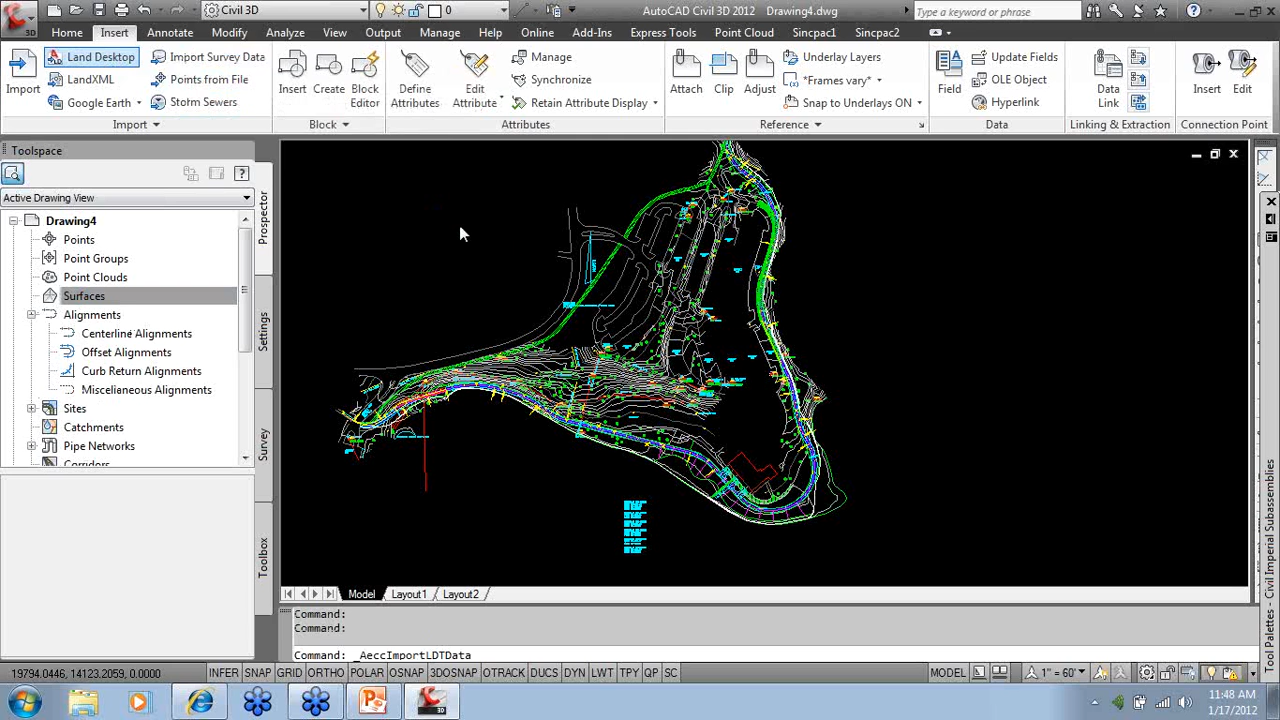 Civil 3D
0
AutoCAD Civil 3D 2012 Drawing4.dwg
Type a keyword or phrase
Home Insert Annotate Modify Analyze View Output Manage Help Online Add-Ins Express Tools Point Cloud Sincpac1 Sincpac2
Import
Land Desktop
LandXML
Google Earth
Import Survey Data
Points from File
Storm Sewers
Import
Insert
Create
Block Editor
Block
Define Attributes
Edit Attribute
Manage
Synchronize
Retain Attribute Display
Attributes
Attach
Clip
Adjust
Underlay Layers
*Frames vary*
Snap to Underlays ON
Reference
Field
Update Fields
OLE Object
Hyperlink
Data
Data Link
Linking & Extraction
Insert
Edit
Connection Point
Toolspace
Active Drawing View
Drawing4
Points
Point Groups
Point Clouds
Surfaces
Alignments
Centerline Alignments
Offset Alignments
Curb Return Alignments
Miscellaneous Alignments
Sites
Catchments
Pipe Networks
Corridors
Prospector
Settings
Survey
Toolbox
Model Layout1 Layout2
Command:
Command:
Command: _AeccImportLDTData
Tool Palettes - Civil Imperial Subassemblies
19794.0446, 14123.2059, 0.0000
INFER SNAP GRID ORTHO POLAR OSNAP 3DOSNAP OTRACK DUCS DYN LWT TPY QP SC
MODEL
1" = 60'
11:48 AM
1/17/2012